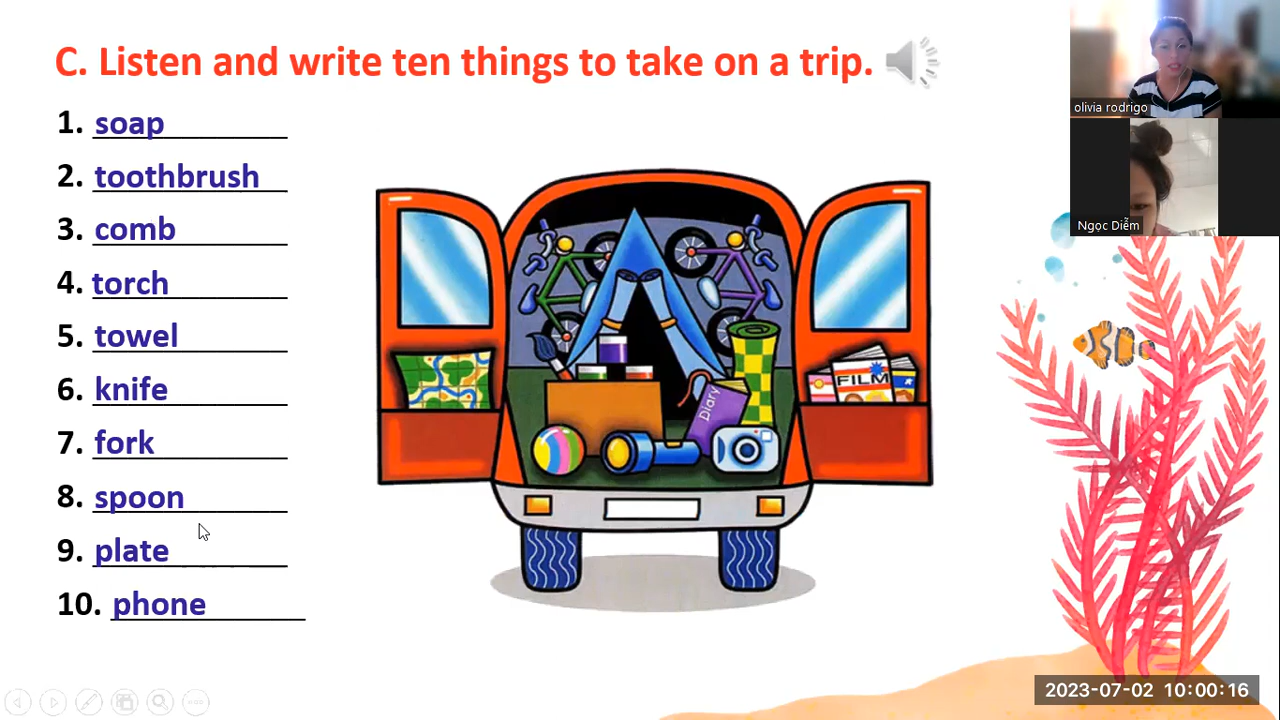 C. Listen and write ten things to take on a trip.
1. soap
2. toothbrush
3. comb
4. torch
5. towel
6. knife
7. fork
8. spoon
9. plate
10. phone
Diary
FILM
olivia rodrigo
Ngọc Diễm
2023-07-02 10:00:16